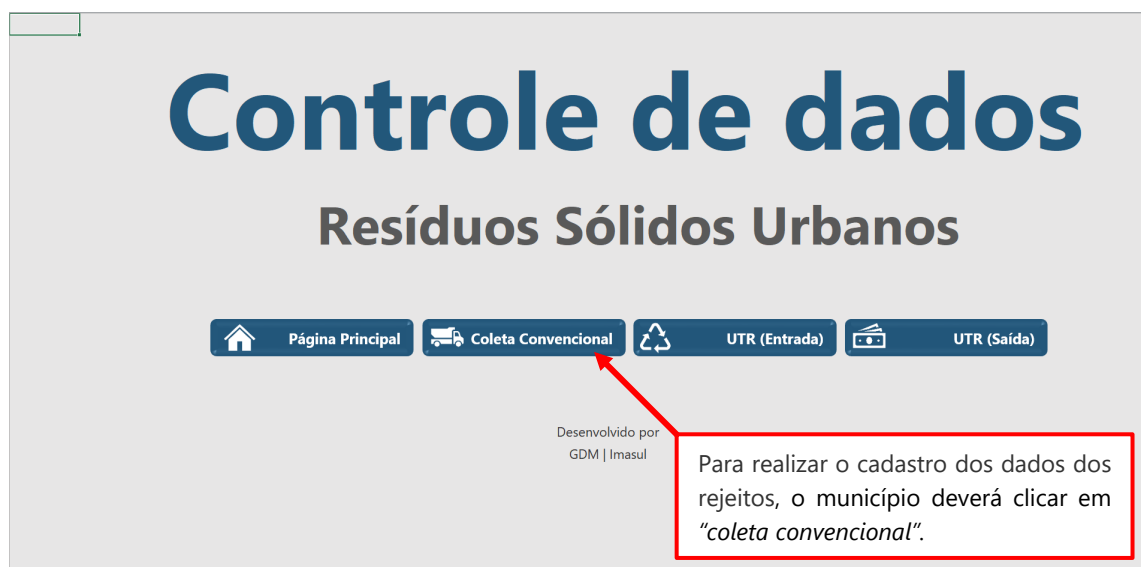 Controle de dados
Resíduos Sólidos Urbanos
Página Principal
Coleta Convencional
UTR (Entrada)
UTR (Saída)
Desenvolvido por
GDM | Imasul
Para realizar o cadastro dos dados dos
rejeitos, o município deverá clicar em
“coleta convencional”.